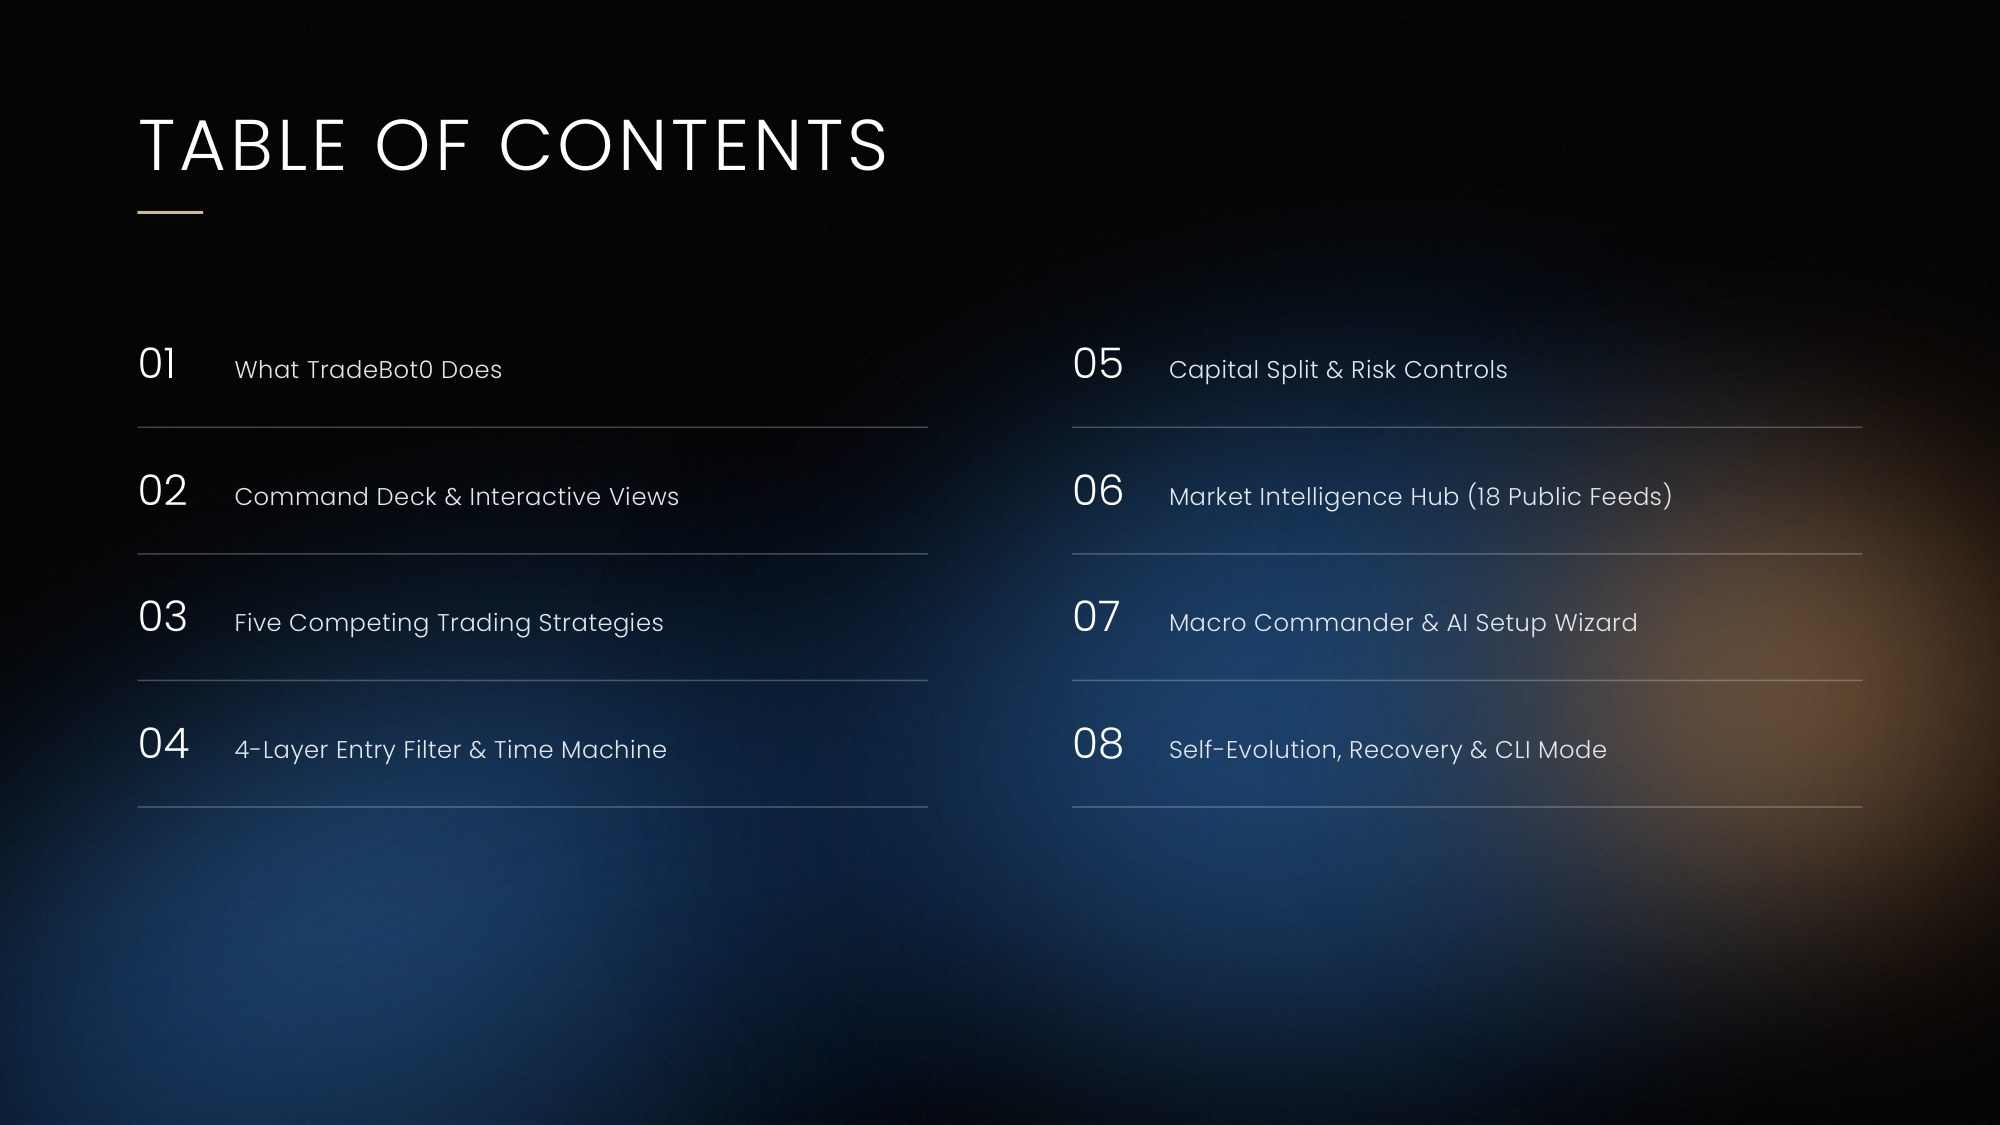 TABLE OF CONTENTS
01 What TradeBot0 Does
02 Command Deck & Interactive Views
03 Five Competing Trading Strategies
04 4-Layer Entry Filter & Time Machine
05 Capital Split & Risk Controls
06 Market Intelligence Hub (18 Public Feeds)
07 Macro Commander & AI Setup Wizard
08 Self-Evolution, Recovery & CLI Mode